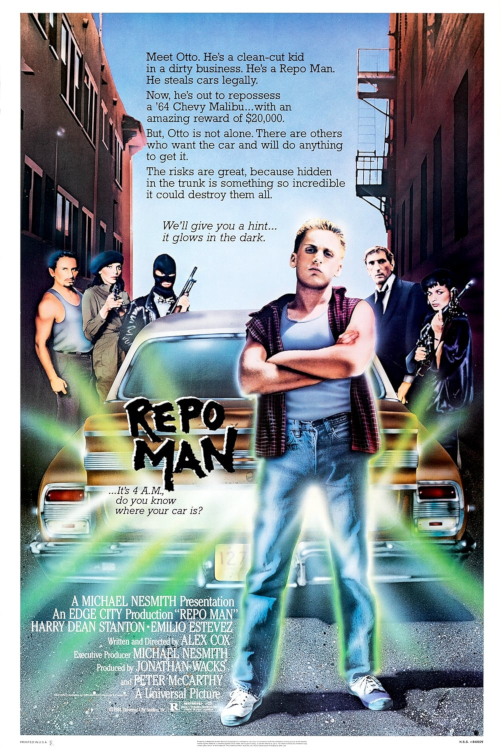 Meet Otto. He's a clean-cut kid
in a dirty business. He's a Repo Man.
He steals cars legally.
Now, he's out to repossess
a '64 Chevy Malibu...with an
amazing reward of $20,000.
But, Otto is not alone. There are others
who want the car and will do anything
to get it.
The risks are great, because hidden
in the trunk is something so incredible
it could destroy them all.
We'll give you a hint...
it glows in the dark.
REPO
MAN
...It's 4 A.M.,
do you know
where your car is?
127
A MICHAEL NESMITH Presentation
An EDGE CITY Production "REPO MAN"
HARRY DEAN STANTON • EMILIO ESTEVEZ
Written and Directed by ALEX COX
Executive Producer MICHAEL NESMITH
Produced by JONATHAN WACKS
and PETER McCARTHY
A Universal Picture
R RESTRICTED